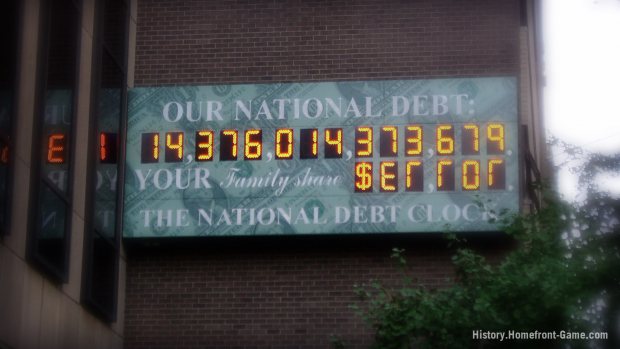 OUR NATIONAL DEBT:
14,376,014,373,679
YOUR Family share $Error
THE NATIONAL DEBT CLOCK
History.Homefront-Game.com